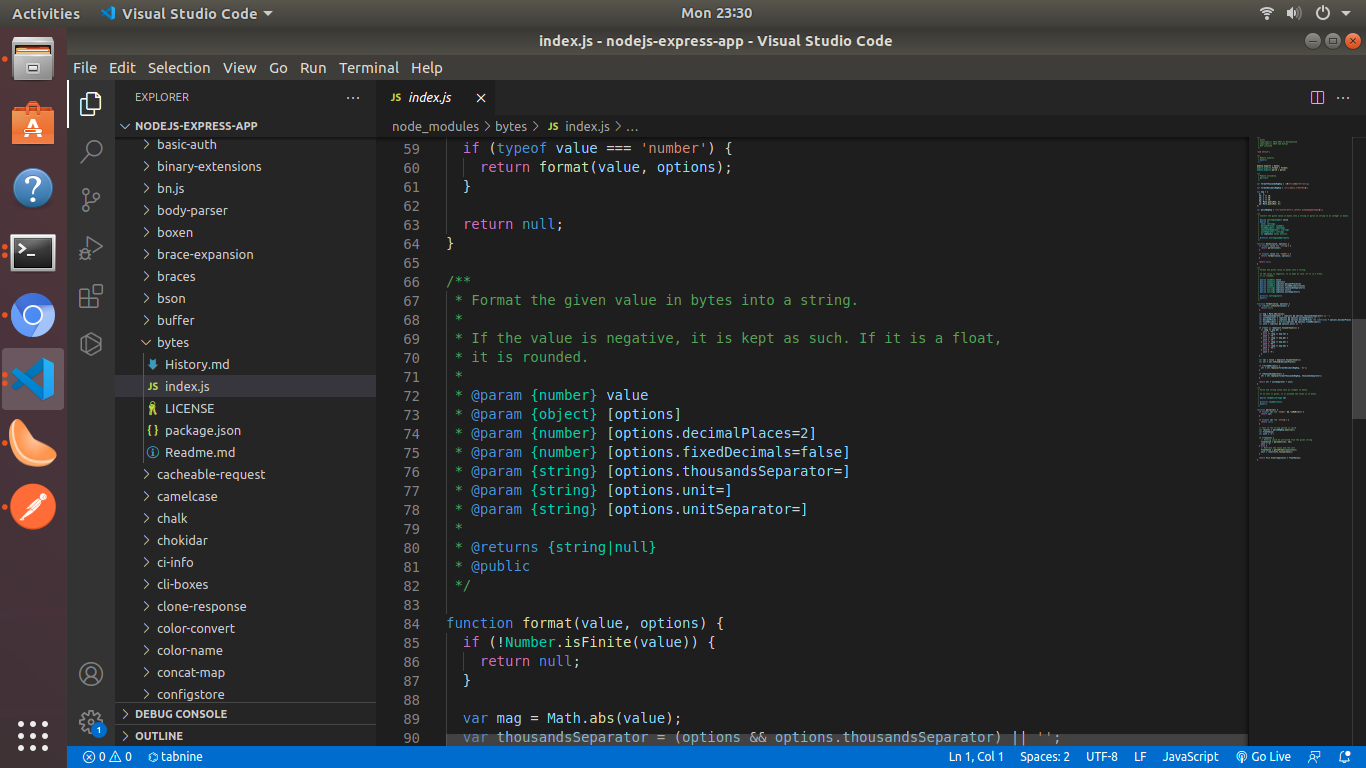 Activities
Visual Studio Code
Mon 23:30
index.js - nodejs-express-app - Visual Studio Code
File Edit Selection View Go Run Terminal Help
EXPLORER
NODEJS-EXPRESS-APP
basic-auth
binary-extensions
bn.js
body-parser
boxen
brace-expansion
braces
bson
buffer
bytes
History.md
JS index.js
LICENSE
{} package.json
Readme.md
cacheable-request
camelcase
chalk
chokidar
ci-info
cli-boxes
clone-response
color-convert
color-name
concat-map
configstore
DEBUG CONSOLE
OUTLINE
JS index.js
node_modules > bytes > JS index.js > ...
59 if (typeof value === 'number') {
60 return format(value, options);
61 }
62
63 return null;
64 }
65
66 /**
67 * Format the given value in bytes into a string.
68 *
69 * If the value is negative, it is kept as such. If it is a float,
70 * it is rounded.
71 *
72 * @param {number} value
73 * @param {object} [options]
74 * @param {number} [options.decimalPlaces=2]
75 * @param {number} [options.fixedDecimals=false]
76 * @param {string} [options.thousandsSeparator=]
77 * @param {string} [options.unit=]
78 * @param {string} [options.unitSeparator=]
79 *
80 * @returns {string|null}
81 * @public
82 */
83
84 function format(value, options) {
85 if (!Number.isFinite(value)) {
86 return null;
87 }
88
89 var mag = Math.abs(value);
90 var thousandsSeparator = (options && options.thousandsSeparator) || '';
1
0 0 tabnine
Ln 1, Col 1 Spaces: 2 UTF-8 LF JavaScript Go Live